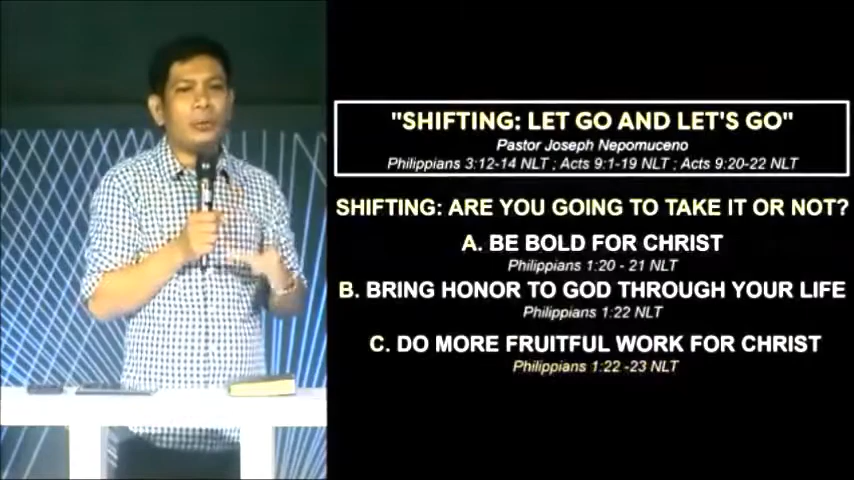 "SHIFTING: LET GO AND LET'S GO"
Pastor Joseph Nepomuceno
Philippians 3:12-14 NLT ; Acts 9:1-19 NLT ; Acts 9:20-22 NLT
SHIFTING: ARE YOU GOING TO TAKE IT OR NOT?
A. BE BOLD FOR CHRIST
Philippians 1:20 - 21 NLT
B. BRING HONOR TO GOD THROUGH YOUR LIFE
Philippians 1:22 NLT
C. DO MORE FRUITFUL WORK FOR CHRIST
Philippians 1:22 -23 NLT